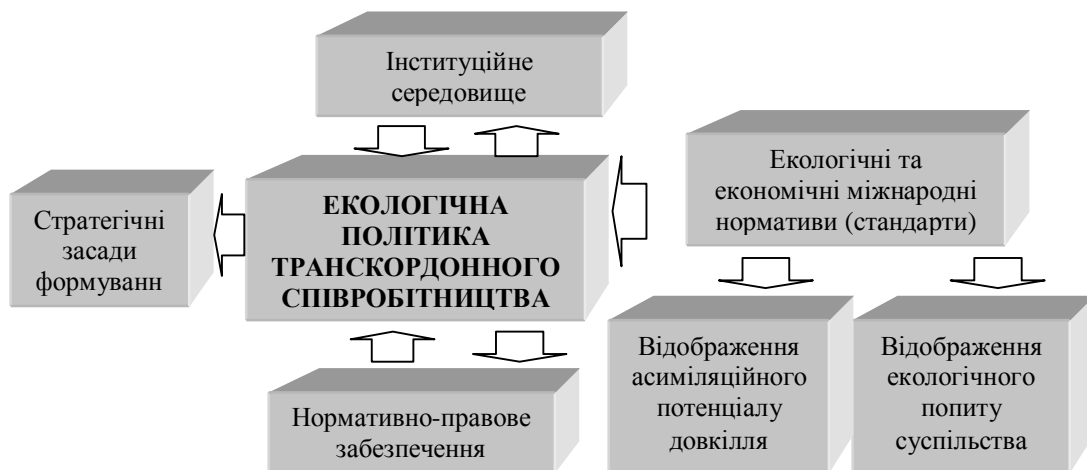 Інституційне
середовище
Екологічні та
економічні міжнародні
нормативи (стандарти)
Стратегічні
засади
формуванн
ЕКОЛОГІЧНА
ПОЛІТИКА
ТРАНСКОРДОННОГО
СПІВРОБІТНИЦТВА
Відображення
асиміляційного
потенціалу
довкілля
Відображення
екологічного
попиту
суспільства
Нормативно-правове
забезпечення